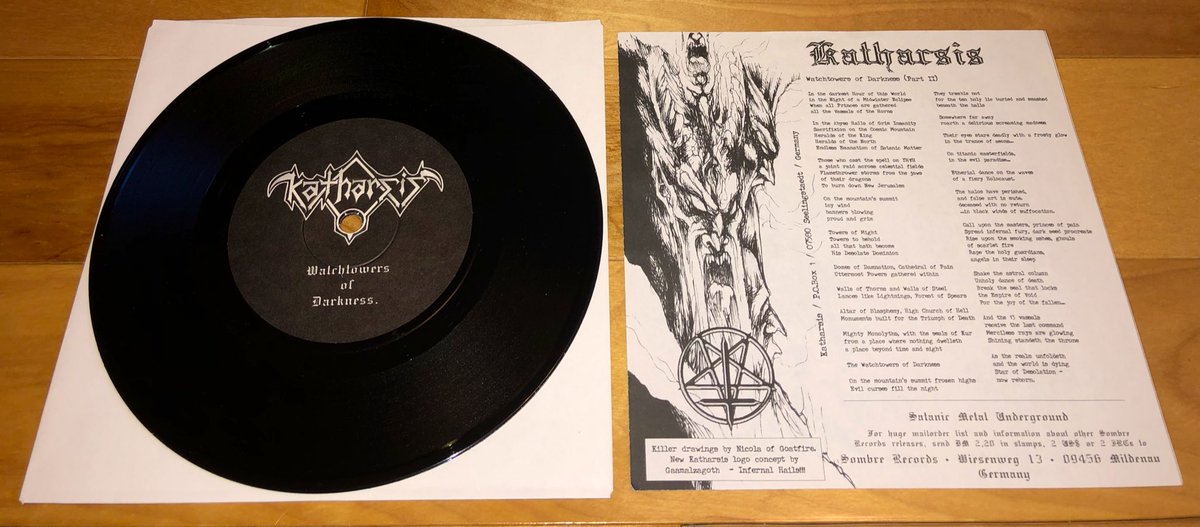 Katharsis
Watchtowers
of
Darkness.
Katharsis
Watchtowers of Darkness (Part II)
In the darkest Hour of this World
in the Night of a Midwinter Eclipse
When all Princes are gathered
all the Vassals of the Horns
In the Abyss Halls of Grim Insanity
Sacrifixion on the Cosmic Mountain
Heralds of the King
Heralds of the North
Endless Emanation of Satanic Matter
Those who cast the spell on YHVH
a joint raid across celestial fields
Flamethrower storms from the jaws
of their dragons
To burn down New Jerusalem
On the mountain's summit
icy wind
banners blowing
proud and grim
Towers of Might
Towers to behold
all that hath become
His Desolate Dominion
Domes of Damnation, Cathedral of Pain
Uttermost Powers gathered within
Walls of Thorns and Walls of Steel
Lances like Lightnings, Forest of Spears
Altar of Blasphemy, High Church of Hell
Monuments built for the Triumph of Death
Mighty Monolyths, with the seals of Kur
from a place where nothing dwelleth
a place beyond time and sight
The Watchtowers of Darkness
On the mountain's summit frozen highs
Evil curses fill the night
They tremble not
for the ten holy lie buried and smashed
beneath the halls
Somewhere far away
roareth a delicious screaming madness
Their eyes stare deadly with a frosty glow
in the trance of aeons...
On titanic masterfields,
in the evil paradise...
Etherial dance on the waves
of a fiery Holocaust.
The halos have perished,
and false art is mute,
deceased with no return
...in black winds of suffocation.
Call upon the masters, princes of pain
Spread infernal fury, dark seed procreate
Rise upon the smoking ashes, ghouls
of scarlet fire
Rape the holy guardians,
angels in their sleep
Shake the astral column
Unholy dance of death
Break the seal that locks
the Empire of Void
For the joy of the fallen...
And the 13 vassals
receive the last command
Merciless rays are glowing
Shining standeth the throne
As the realm unfoldeth
and the world is dying
Star of Desolation -
now reborn.
Katharsis / P.O.Box 1 / 07580 Seelingstaedt / Germany
Killer drawings by Nicola of Goatfire.
New Katharsis logo concept by
Gaamalzagoth - Infernal Hails!!!
Satanic Metal Underground
For huge mailorder list and information about other Sombre
Records releases, send DM 2,20 in stamps, 2 US$ or 2 IRCs to
Sombre Records • Wiesenweg 13 • 09456 Mildenau
Germany